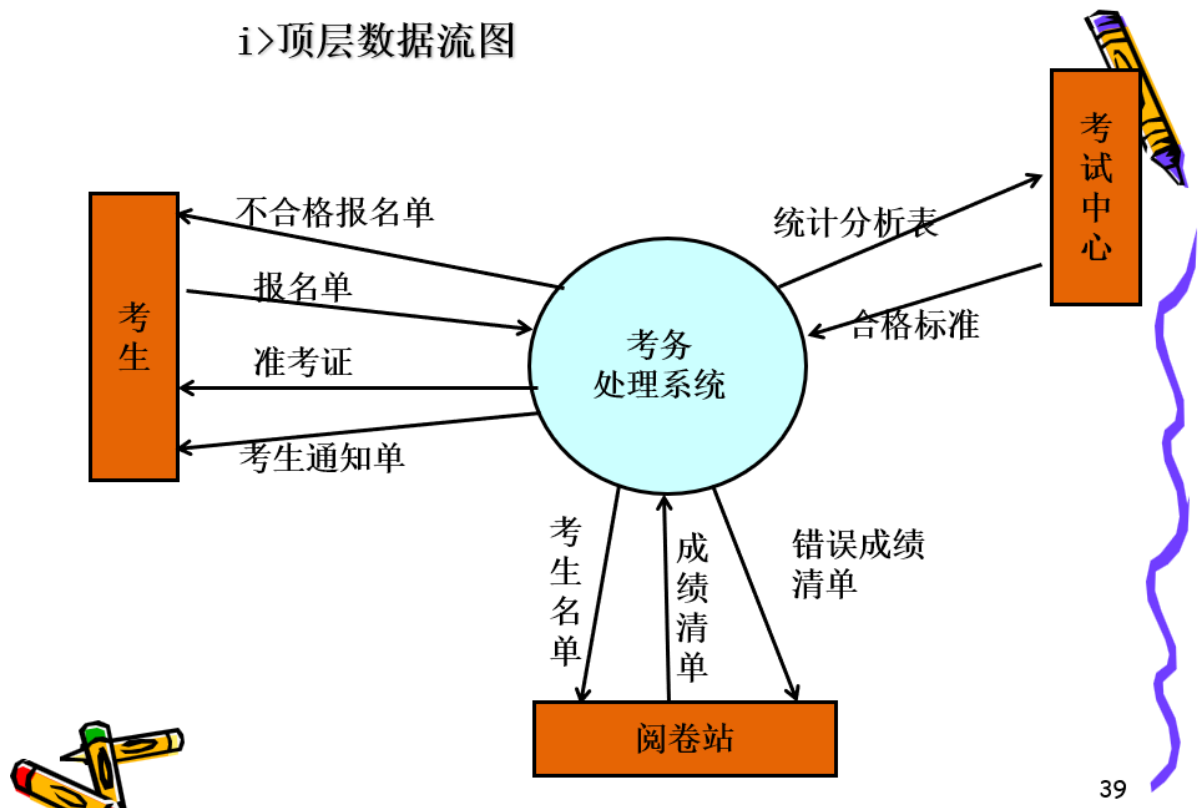 i>顶层数据流图
考试中心
不合格报名单
统计分析表
报名单
合格标准
考生
考务
处理系统
准考证
考生通知单
考生名单
成绩清单
错误成绩
清单
阅卷站
39